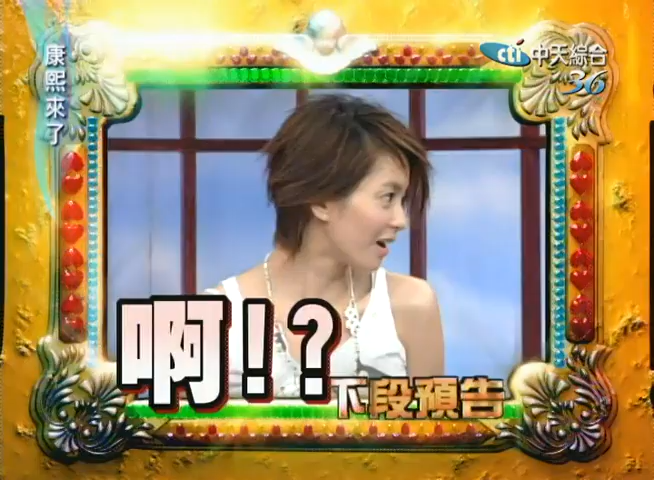 康熙來了
cti 中天綜合
36
啊！？
下段預告